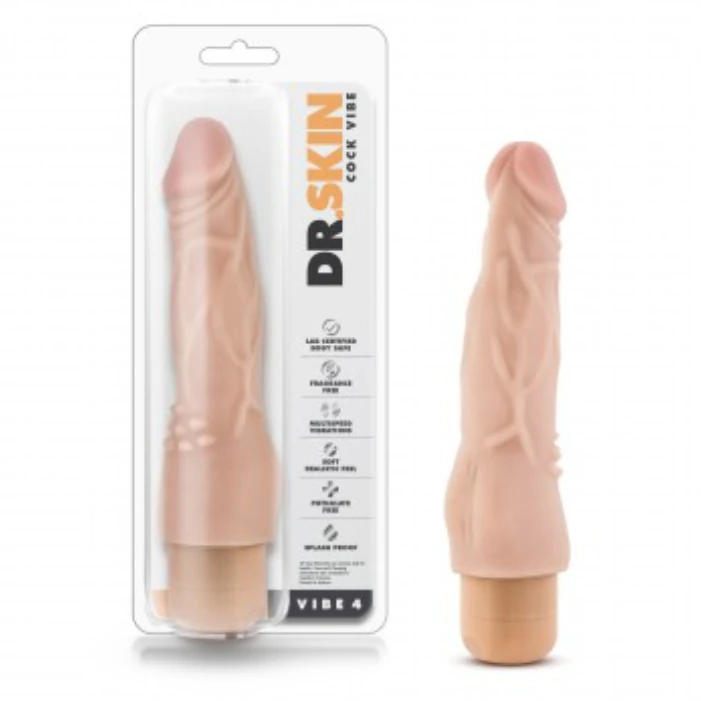 DR.SKIN
COCK VIBE
LAB CERTIFIED
BODY SAFE
FRAGRANCE
FREE
MULTISPEED
VIBRATIONS
SOFT
REALISTIC FEEL
PHTHALATE
FREE
SPLASH PROOF
VIBE 4